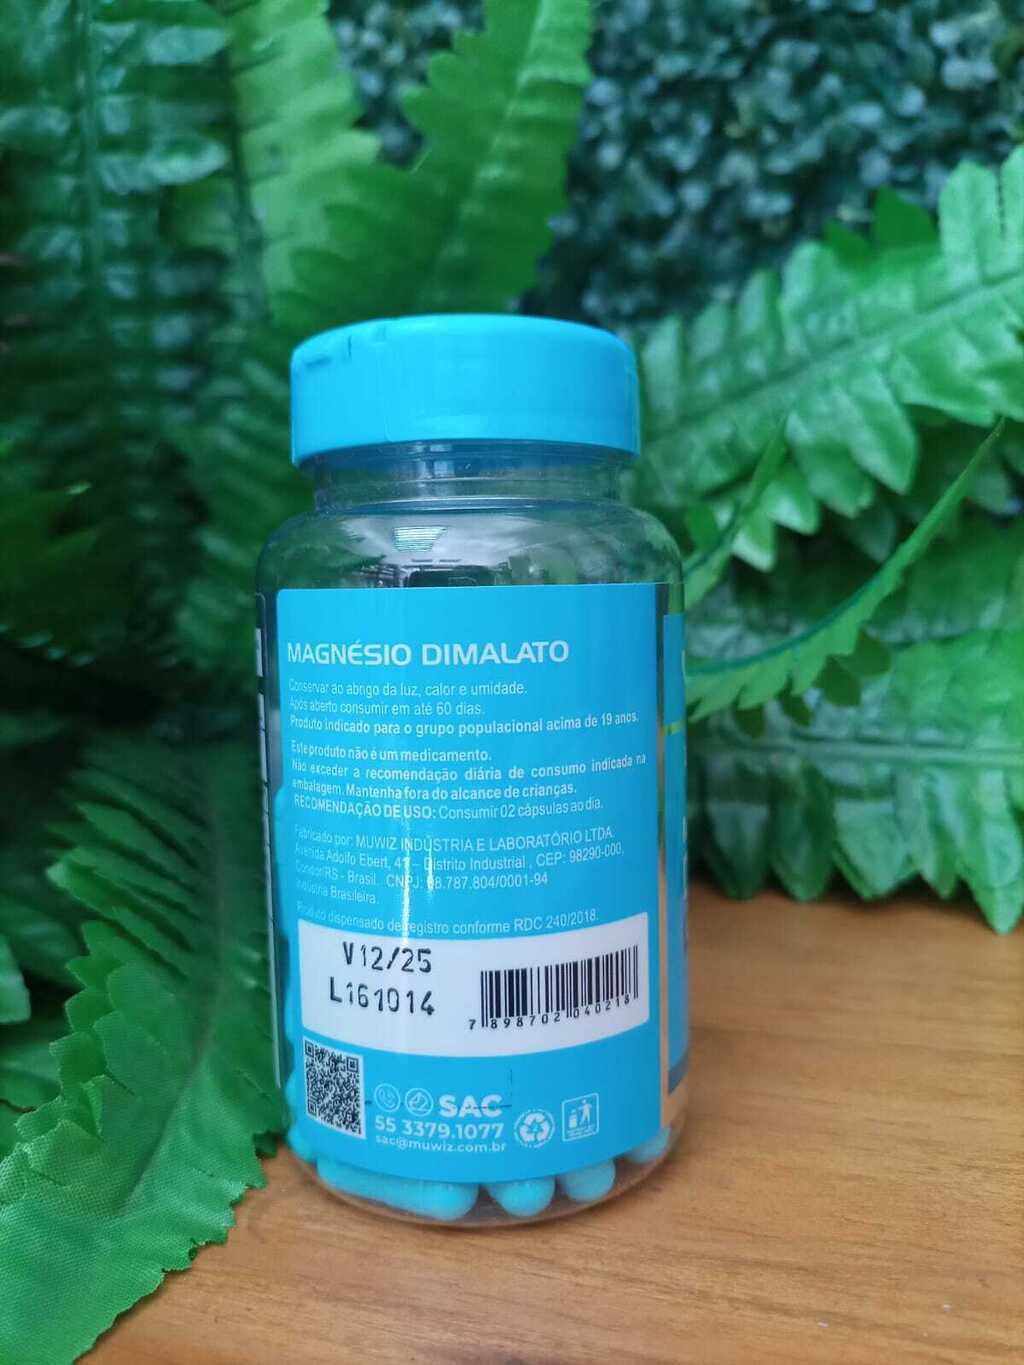 MAGNÉSIO DIMALATO
Conservar ao abrigo da luz, calor e umidade.
Após aberto consumir em até 60 dias.
Produto indicado para o grupo populacional acima de 19 anos.
Este produto não é um medicamento.
Não exceder a recomendação diária de consumo indicada na
embalagem. Mantenha fora do alcance de crianças.
RECOMENDAÇÃO DE USO: Consumir 02 cápsulas ao dia.
Fabricado por: MUWIZ INDÚSTRIA E LABORATÓRIO LTDA.
Avenida Adolfo Ebert, – Distrito Industrial , CEP: 98290-000,
Condor/RS - Brasil. CNPJ: 68.787.804/0001-94
Indústria Brasileira.
Produto dispensado de registro conforme RDC 240/2018.
V12/25
L161014
7 898702 040218
SAC
55 3379.1077
sac@muwiz.com.br